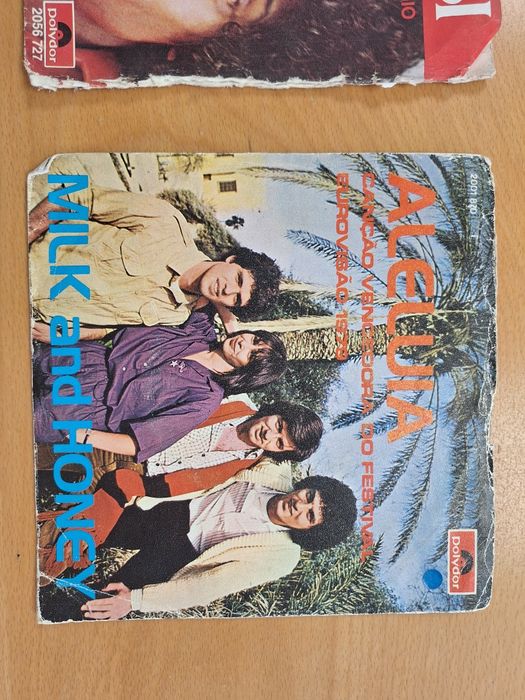 polydor
2056 727
ALELUIA
CANÇÃO VENCEDORA DO FESTIVAL
EUROVISÃO 1979
MILK and HONEY
polydor